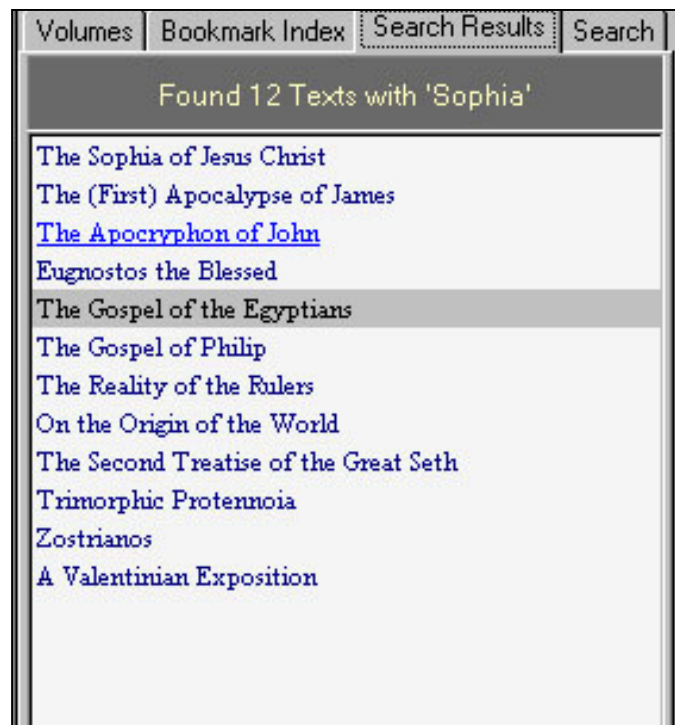 Volumes Bookmark Index Search Results Search
Found 12 Texts with 'Sophia'
The Sophia of Jesus Christ
The (First) Apocalypse of James
The Apocryphon of John
Eugnostos the Blessed
The Gospel of the Egyptians
The Gospel of Philip
The Reality of the Rulers
On the Origin of the World
The Second Treatise of the Great Seth
Trimorphic Protennoia
Zostrianos
A Valentinian Exposition